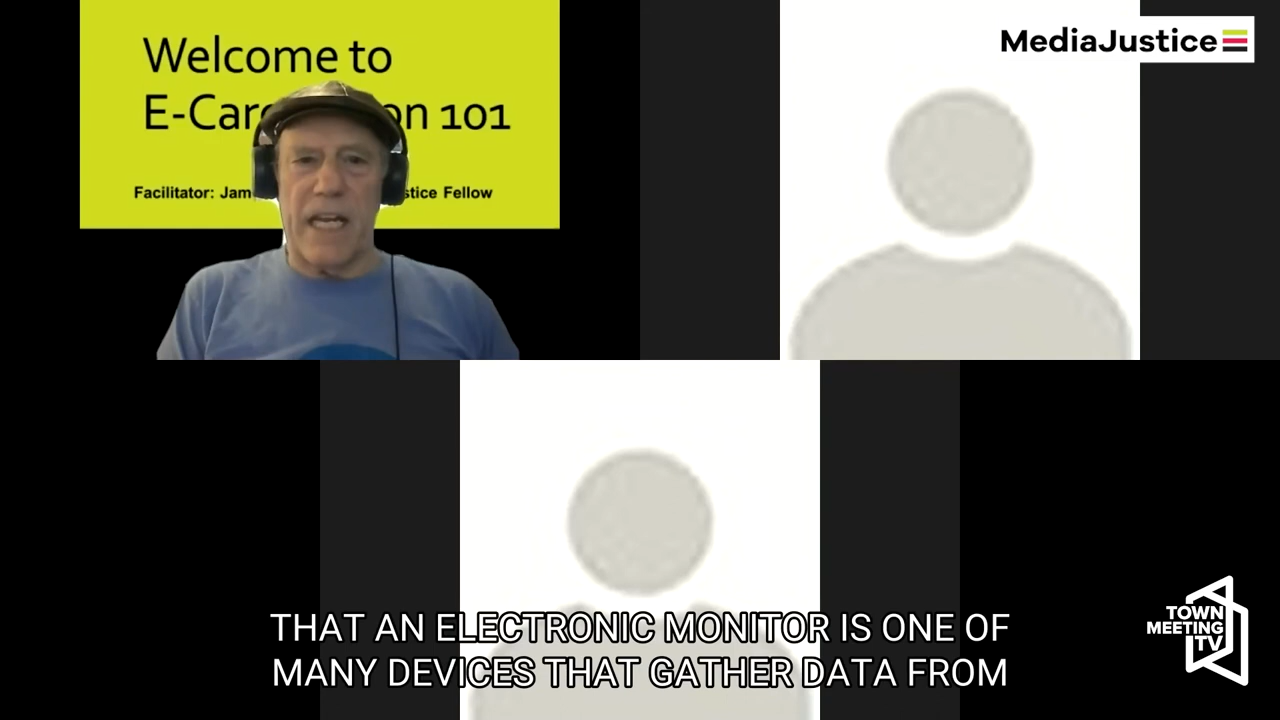 Welcome to
E-Car on 101
Facilitator: Jam stice Fellow
MediaJustice
TOWN
MEETING
TV
THAT AN ELECTRONIC MONITOR IS ONE OF
MANY DEVICES THAT GATHER DATA FROM